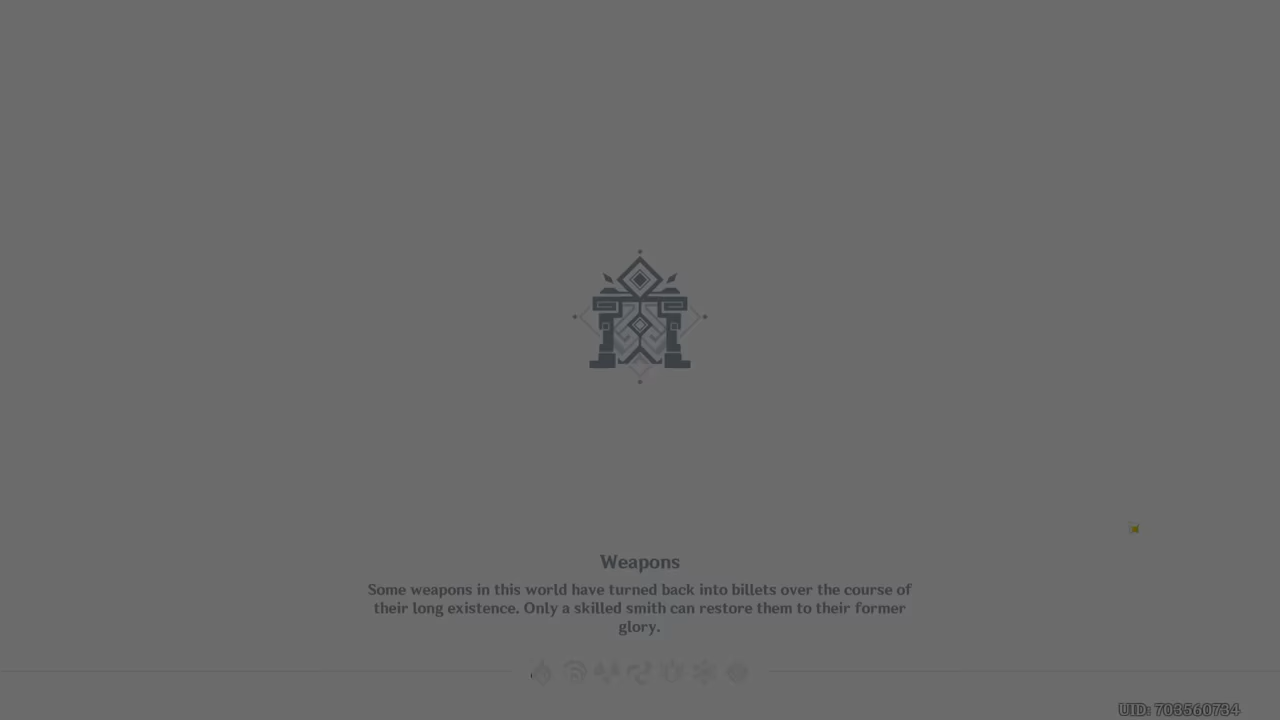 Weapons
Some weapons in this world have turned back into billets over the course of
their long existence. Only a skilled smith can restore them to their former
glory.
UID: 703560734